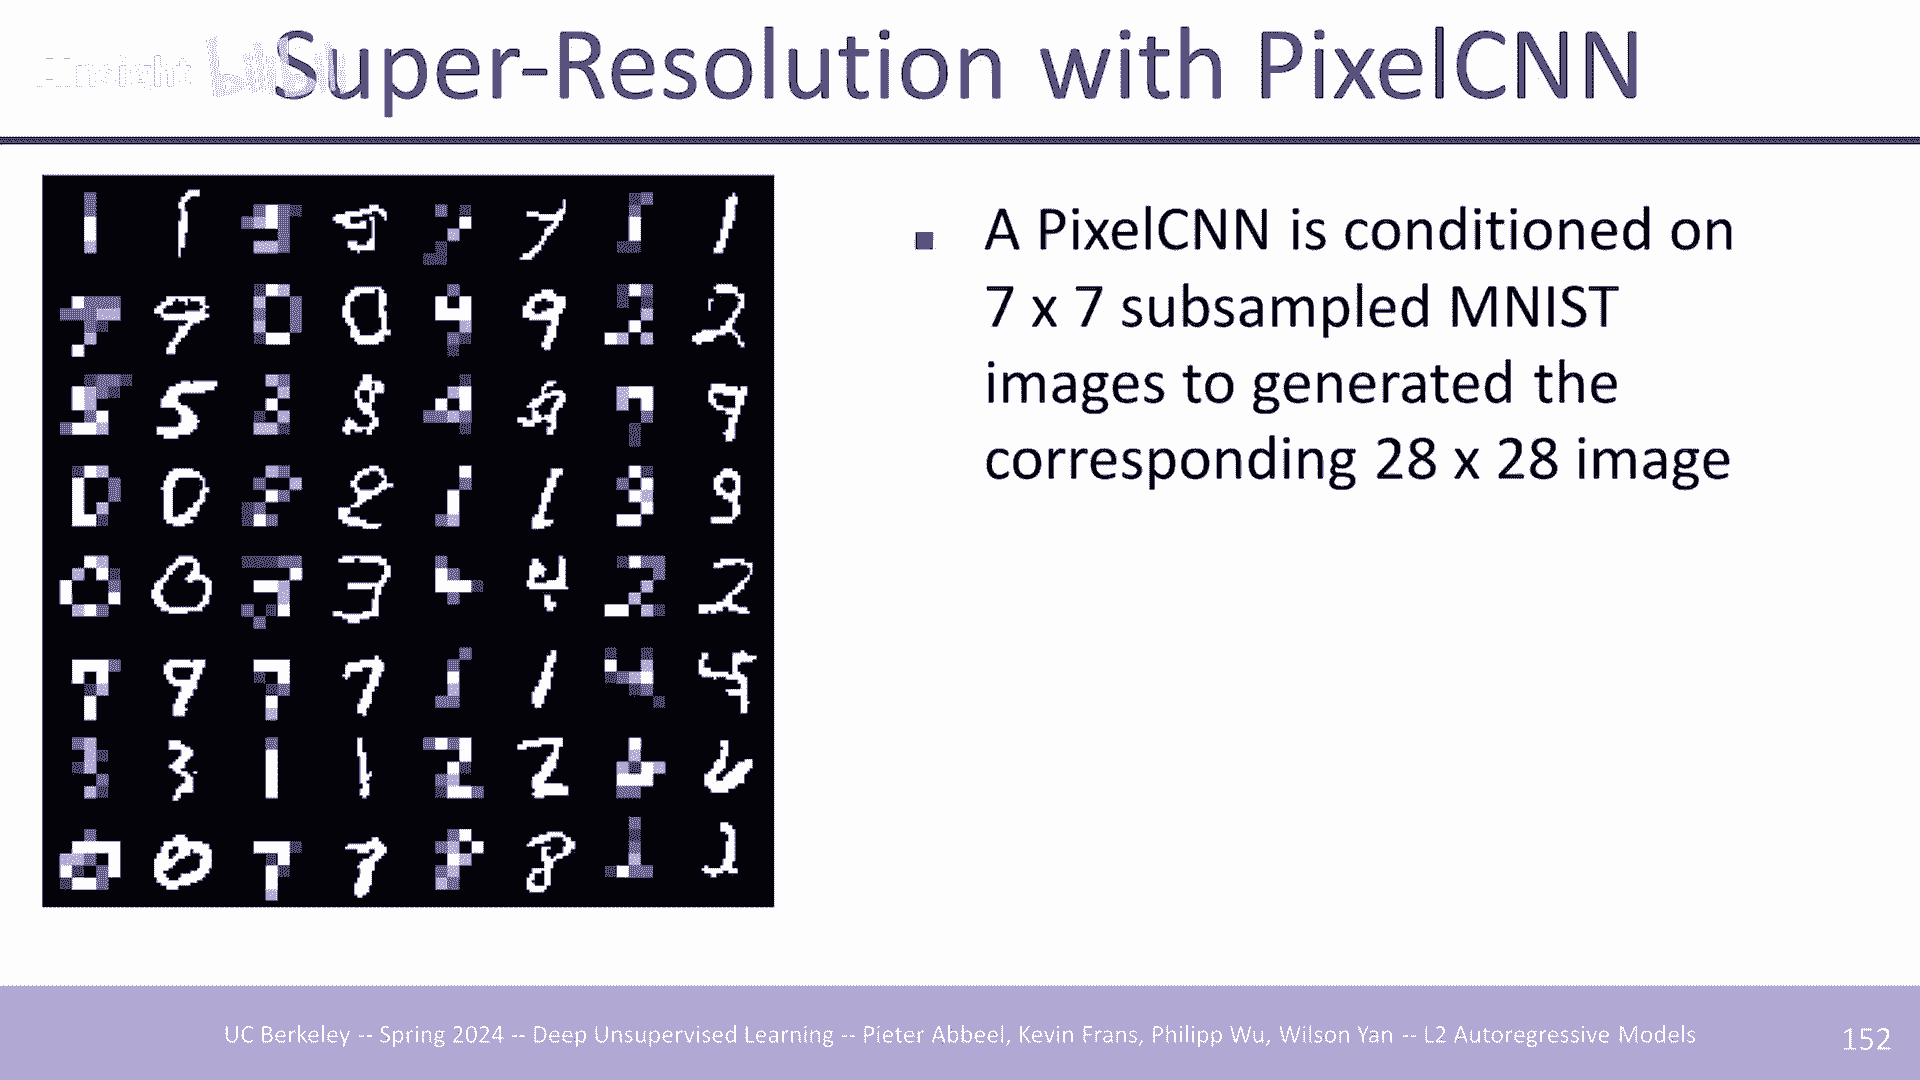 Super-Resolution with PixelCNN
A PixelCNN is conditioned on
7 x 7 subsampled MNIST
images to generated the
corresponding 28 x 28 image
UC Berkeley -- Spring 2024 -- Deep Unsupervised Learning -- Pieter Abbeel, Kevin Frans, Philipp Wu, Wilson Yan -- L2 Autoregressive Models
152